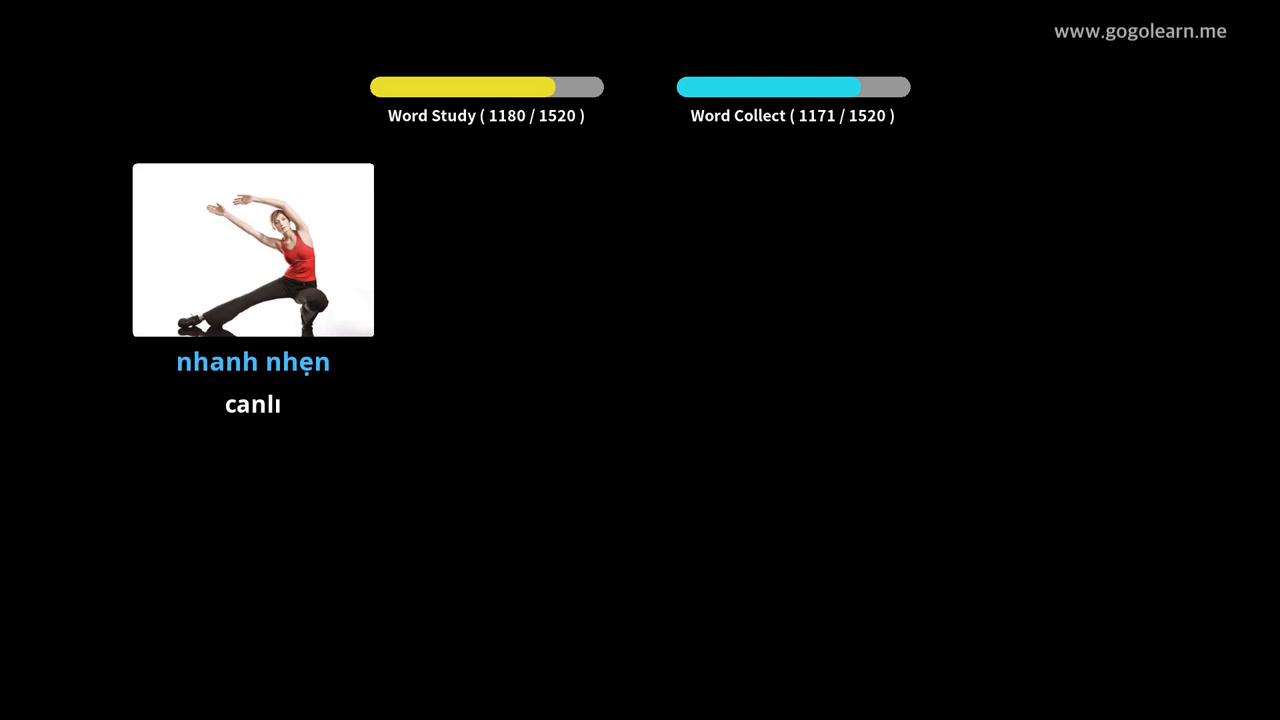 www.gogolearn.me
Word Study ( 1180 / 1520 )
Word Collect ( 1171 / 1520 )
nhanh nhẹn
canlı